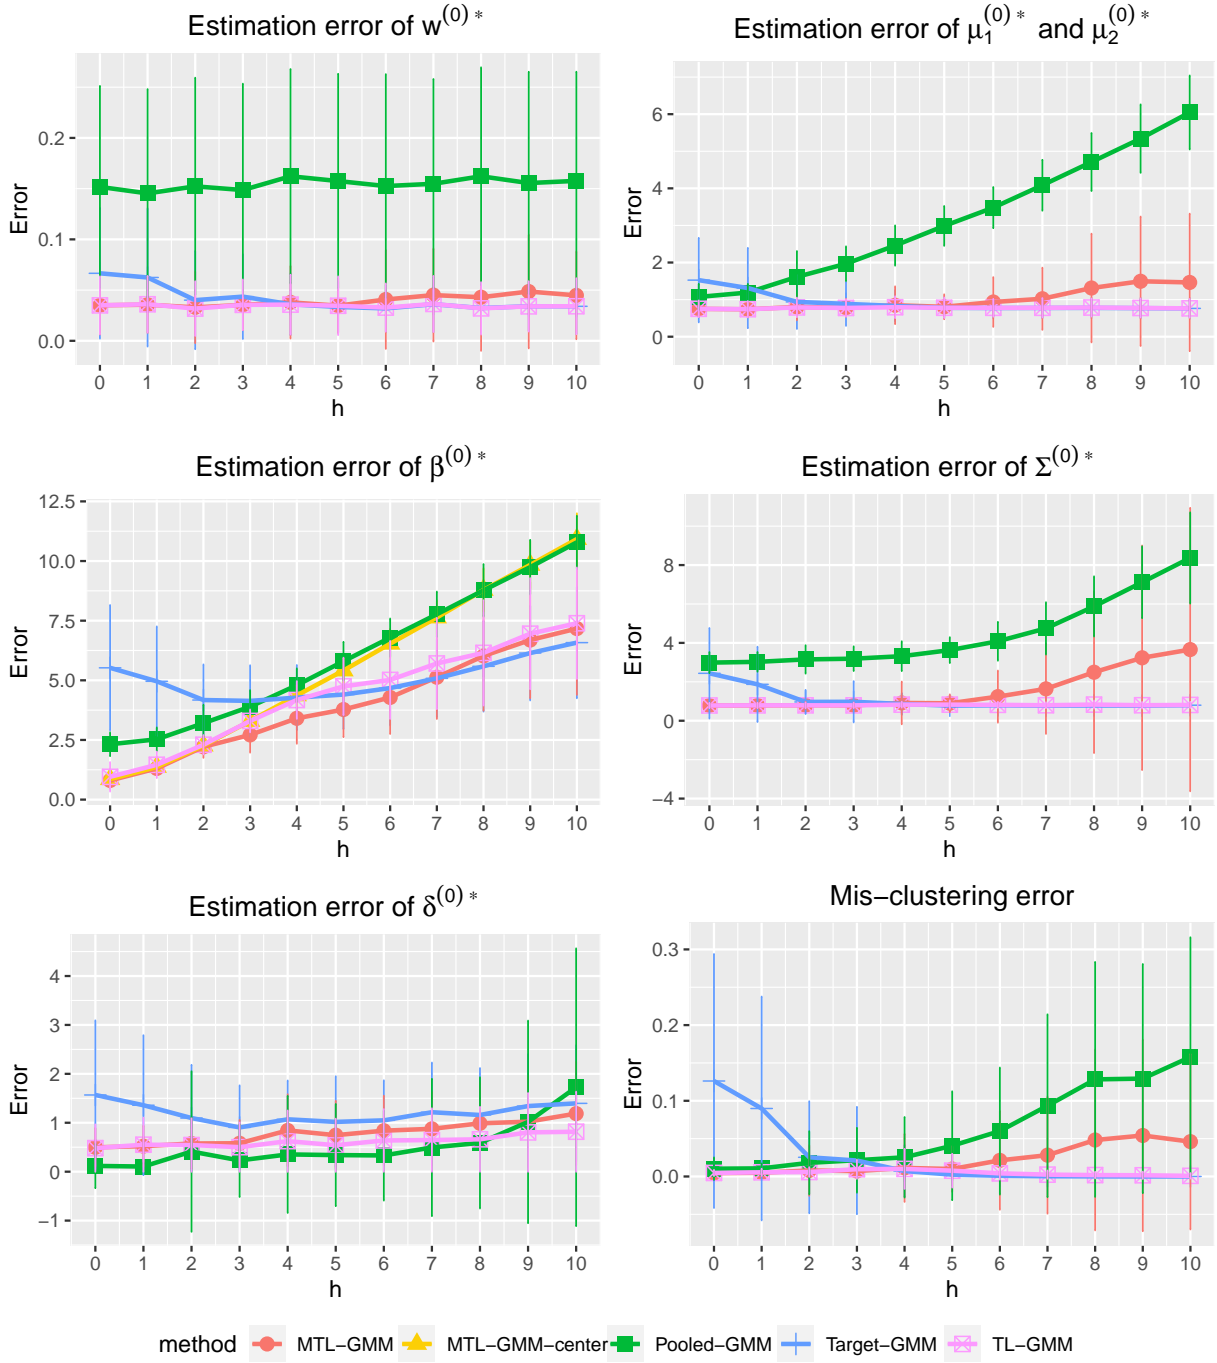 Estimation error of w^(0)*
Error
0.2
0.1
0.0
0 1 2 3 4 5 6 7 8 9 10
h
Estimation error of μ₁^(0)* and μ₂^(0)*
Error
6
4
2
0
0 1 2 3 4 5 6 7 8 9 10
h
Estimation error of β^(0)*
Error
12.5
10.0
7.5
5.0
2.5
0.0
0 1 2 3 4 5 6 7 8 9 10
h
Estimation error of Σ^(0)*
Error
8
4
0
−4
0 1 2 3 4 5 6 7 8 9 10
h
Estimation error of δ^(0)*
Error
4
3
2
1
0
−1
0 1 2 3 4 5 6 7 8 9 10
h
Mis−clustering error
Error
0.3
0.2
0.1
0.0
0 1 2 3 4 5 6 7 8 9 10
h
method MTL−GMM MTL−GMM−center Pooled−GMM Target−GMM TL−GMM